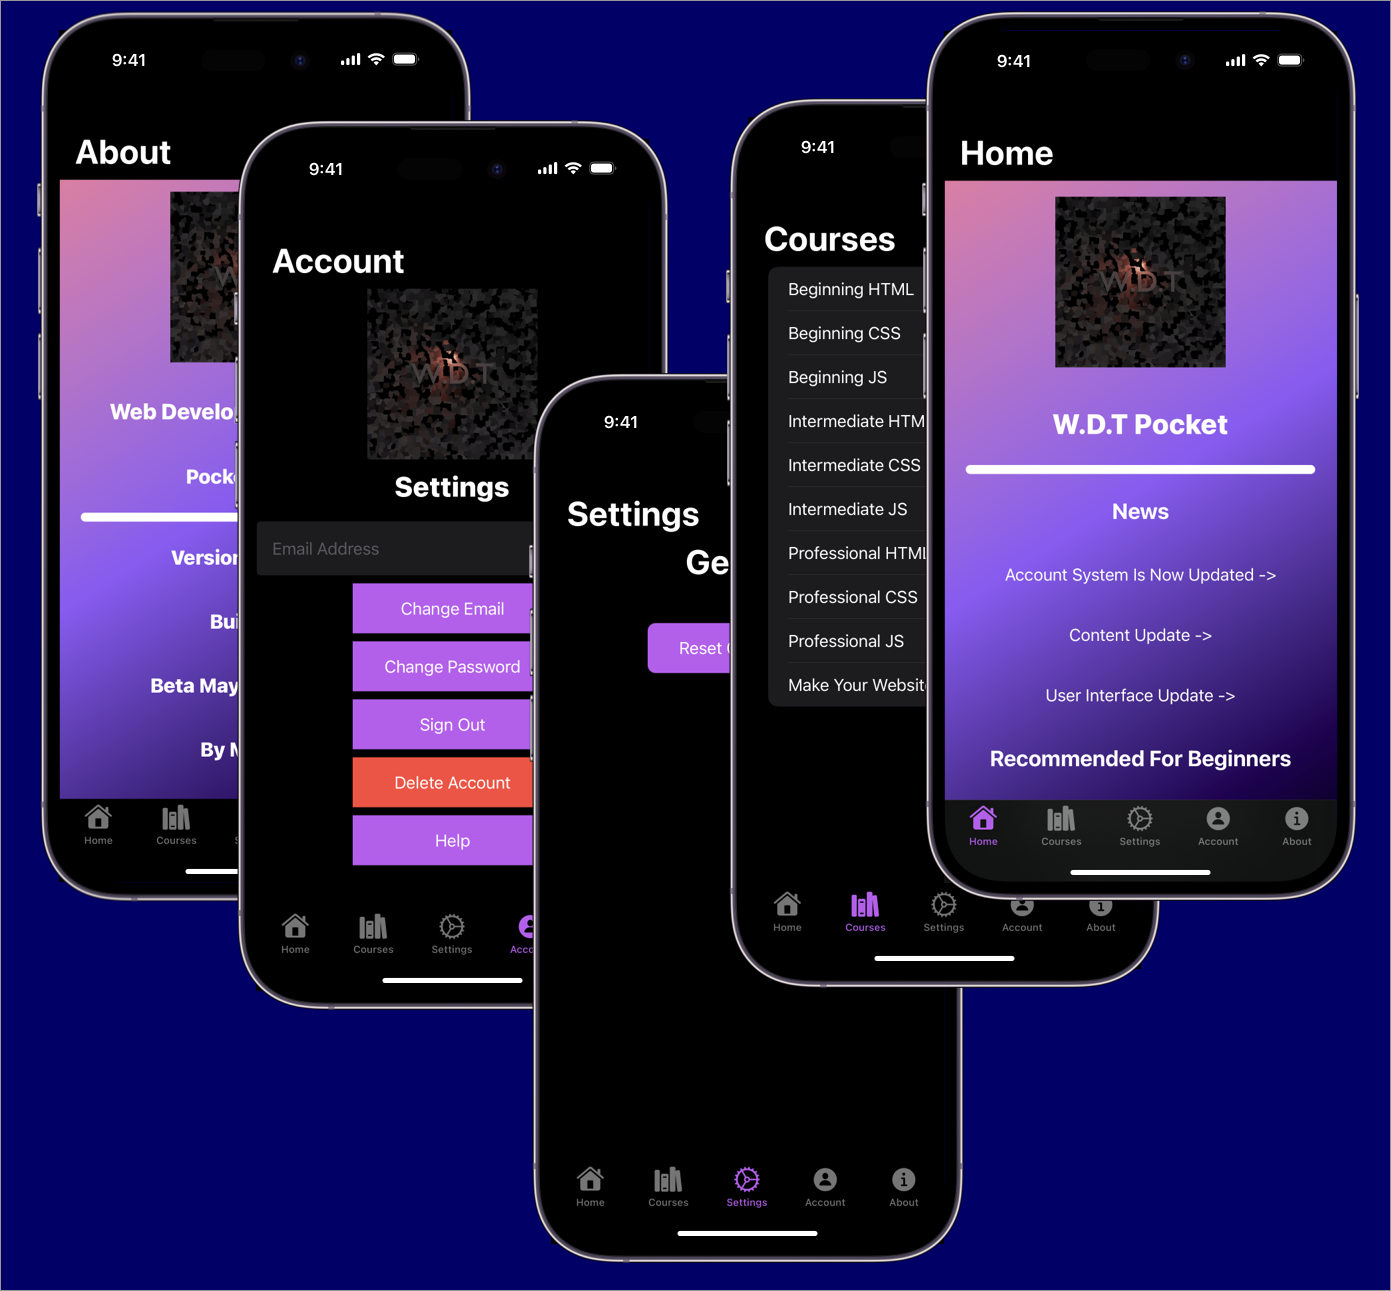 9:41
About
W
Web Develo
Pock
Version
Bui
Beta May
By M
Home
Courses
S
9:41
Account
W.D.T
Settings
Email Address
Change Email
Change Password
Sign Out
Delete Account
Help
Home
Courses
Settings
Acco
9:41
Settings
Ge
Reset
Home
Courses
Settings
Account
About
9:41
Courses
Beginning HTML
Beginning CSS
Beginning JS
Intermediate HTM
Intermediate CSS
Intermediate JS
Professional HTML
Professional CSS
Professional JS
Make Your Website
Home
Courses
Settings
Account
About
9:41
Home
W.D.T
W.D.T Pocket
News
Account System Is Now Updated ->
Content Update ->
User Interface Update ->
Recommended For Beginners
Home
Courses
Settings
Account
About